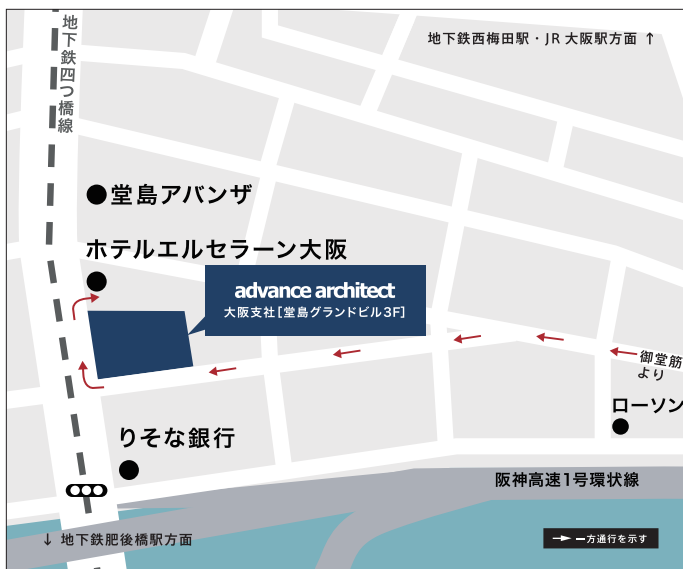 地下鉄四つ橋線
地下鉄西梅田駅・JR大阪駅方面 ↑
堂島アバンザ
ホテルエルセラーン大阪
advance architect
大阪支社[堂島グランドビル3F]
御堂筋
より
ローソン
りそな銀行
阪神高速1号環状線
↓ 地下鉄肥後橋駅方面
一方通行を示す